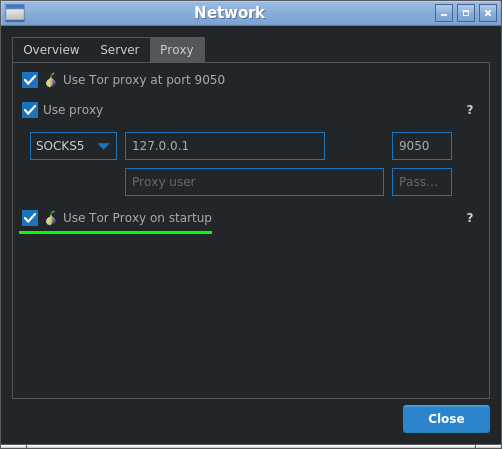 Network
Overview Server Proxy
Use Tor proxy at port 9050
Use proxy ?
SOCKS5 127.0.0.1 9050
Proxy user Pass...
Use Tor Proxy on startup ?
Close